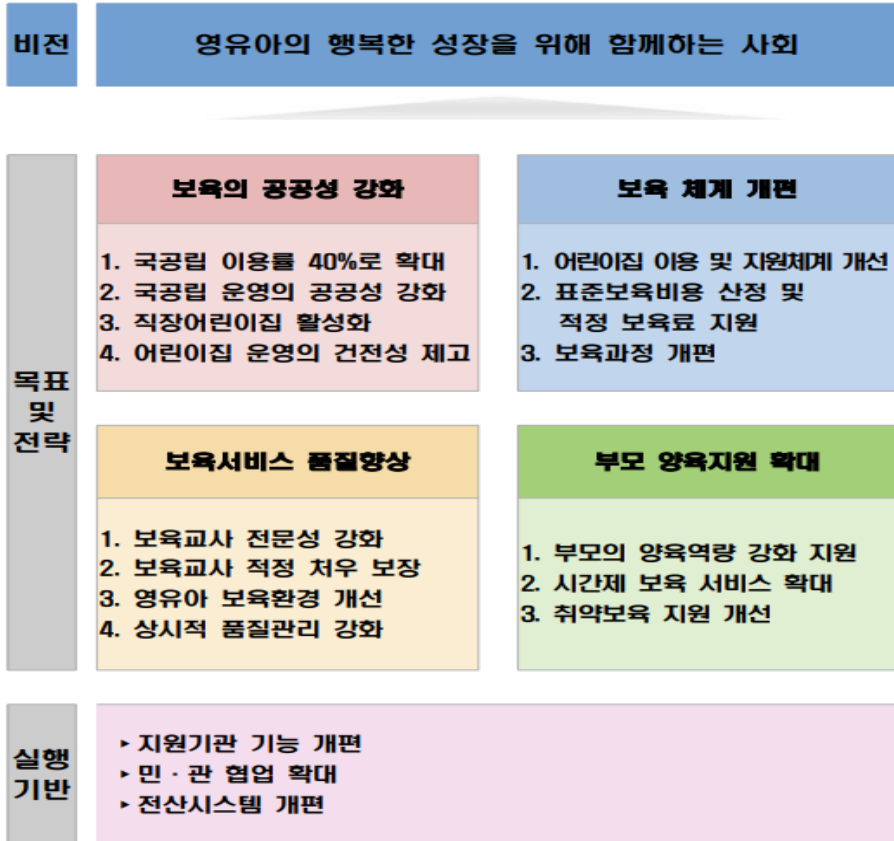 비전
영유아의 행복한 성장을 위해 함께하는 사회
목표
및
전략
보육의 공공성 강화
1. 국공립 이용률 40%로 확대
2. 국공립 운영의 공공성 강화
3. 직장어린이집 활성화
4. 어린이집 운영의 건전성 제고
보육 체계 개편
1. 어린이집 이용 및 지원체계 개선
2. 표준보육비용 산정 및
적정 보육료 지원
3. 보육과정 개편
보육서비스 품질향상
1. 보육교사 전문성 강화
2. 보육교사 적정 처우 보장
3. 영유아 보육환경 개선
4. 상시적 품질관리 강화
부모 양육지원 확대
1. 부모의 양육역량 강화 지원
2. 시간제 보육 서비스 확대
3. 취약보육 지원 개선
실행
기반
▸ 지원기관 기능 개편
▸ 민 · 관 협업 확대
▸ 전산시스템 개편